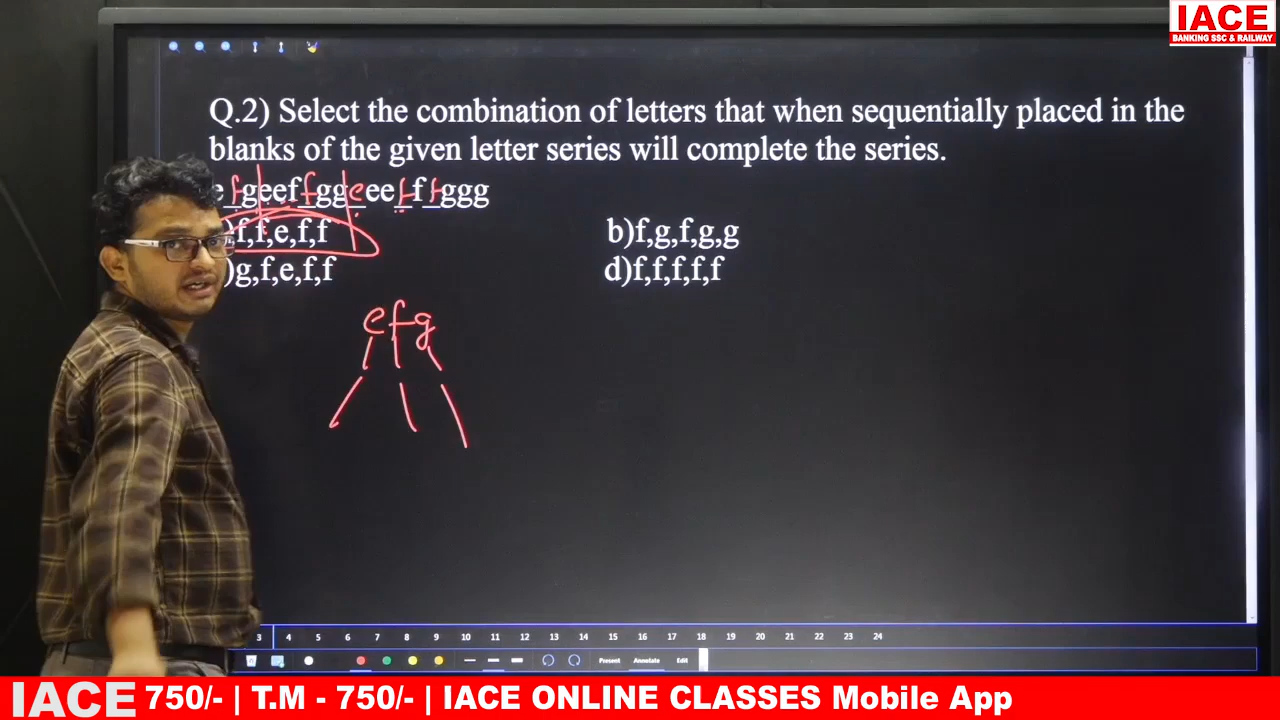 IACE
BANKING SSC & RAILWAY
Q.2) Select the combination of letters that when sequentially placed in the
blanks of the given letter series will complete the series.
e_fgeef_fgg_eeee_ff_fggg
)f,f,e,f,f
b)f,g,f,g,g
)g,f,e,f,f
d)f,f,f,f,f
efg
3 4 5 6 7 8 9 10 11 12 13 14 15 16 17 18 19 20 21 22 23 24
Present Annotate Edit
IACE 750/- | T.M - 750/- | IACE ONLINE CLASSES Mobile App